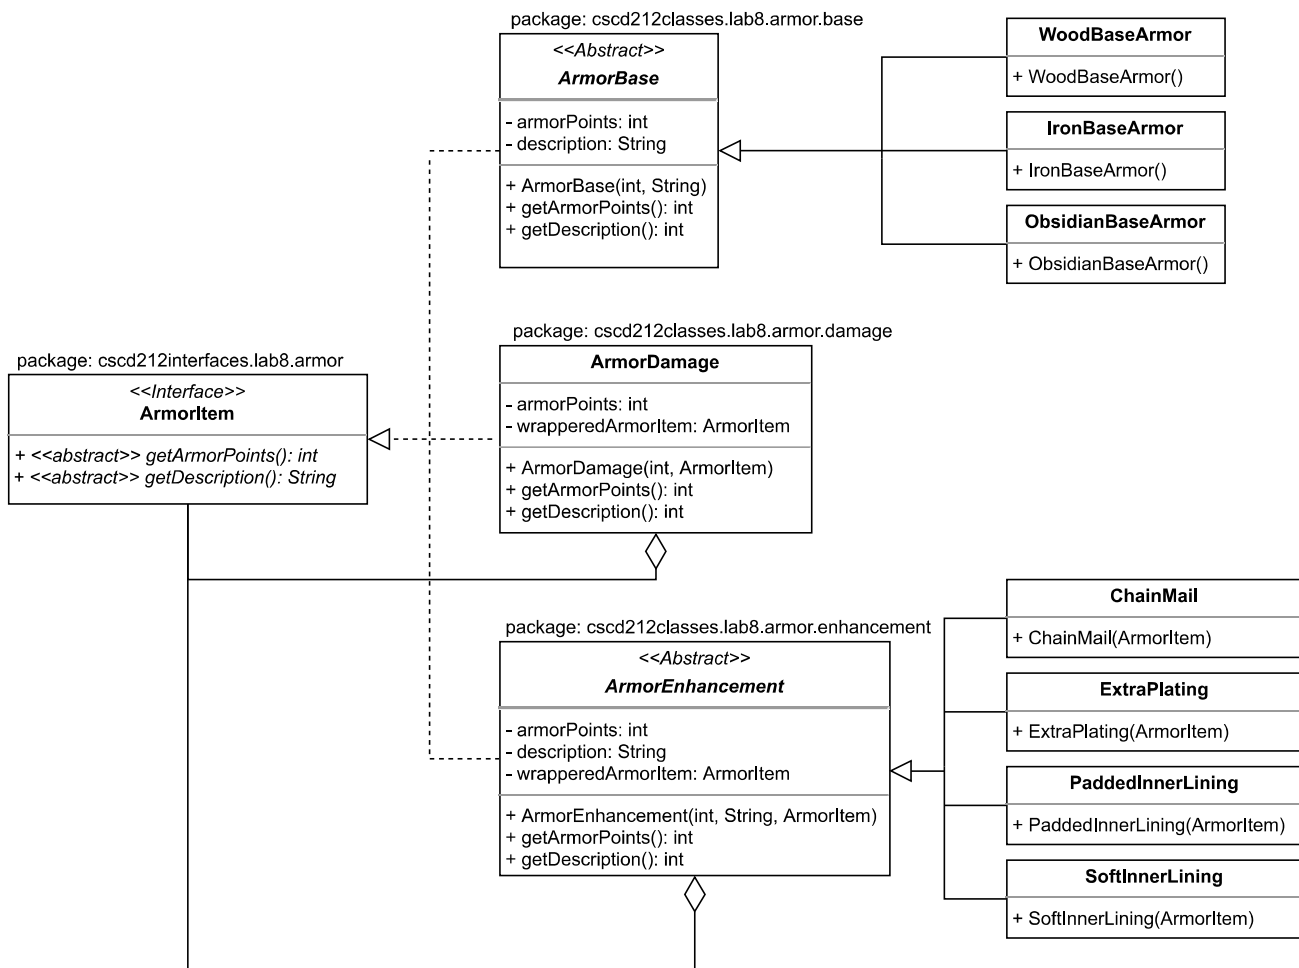 package: cscd212classes.lab8.armor.base
<<Abstract>>
ArmorBase
- armorPoints: int
- description: String
+ ArmorBase(int, String)
+ getArmorPoints(): int
+ getDescription(): int
WoodBaseArmor
+ WoodBaseArmor()
IronBaseArmor
+ IronBaseArmor()
ObsidianBaseArmor
+ ObsidianBaseArmor()
package: cscd212interfaces.lab8.armor
<<Interface>>
ArmorItem
+ <<abstract>> getArmorPoints(): int
+ <<abstract>> getDescription(): String
package: cscd212classes.lab8.armor.damage
ArmorDamage
- armorPoints: int
- wrapperedArmorItem: ArmorItem
+ ArmorDamage(int, ArmorItem)
+ getArmorPoints(): int
+ getDescription(): int
package: cscd212classes.lab8.armor.enhancement
<<Abstract>>
ArmorEnhancement
- armorPoints: int
- description: String
- wrapperedArmorItem: ArmorItem
+ ArmorEnhancement(int, String, ArmorItem)
+ getArmorPoints(): int
+ getDescription(): int
ChainMail
+ ChainMail(ArmorItem)
ExtraPlating
+ ExtraPlating(ArmorItem)
PaddedInnerLining
+ PaddedInnerLining(ArmorItem)
SoftInnerLining
+ SoftInnerLining(ArmorItem)